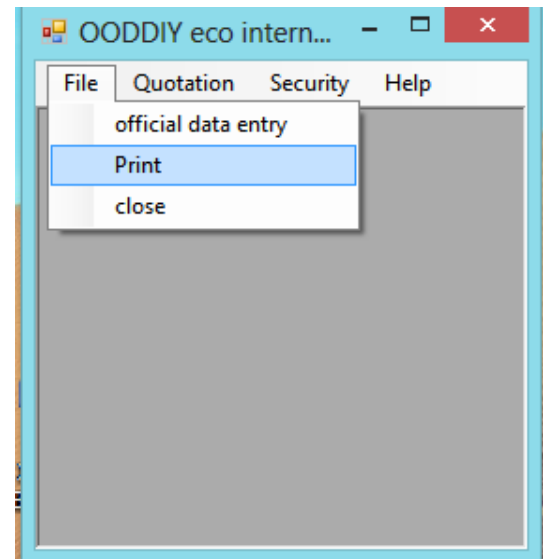 OODDIY eco intern...
File Quotation Security Help
official data entry
Print
close